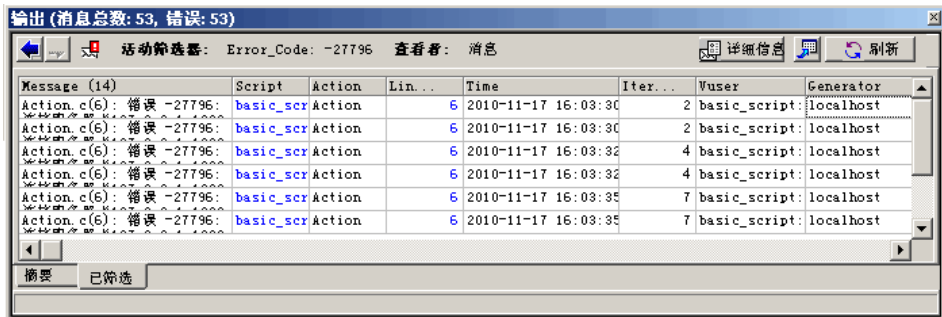 输出 (消息总数: 53, 错误: 53)
活动筛选器: Error_Code: -27796 查看者: 消息 详细信息 刷新
Message (14) Script Action Lin... Time Iter... Vuser Generator
Action.c(6): 错误 -27796: basic_scr Action 6 2010-11-17 16:03:30 2 basic_script: localhost
Action.c(6): 错误 -27796: basic_scr Action 6 2010-11-17 16:03:30 2 basic_script: localhost
Action.c(6): 错误 -27796: basic_scr Action 6 2010-11-17 16:03:32 4 basic_script: localhost
Action.c(6): 错误 -27796: basic_scr Action 6 2010-11-17 16:03:32 4 basic_script: localhost
Action.c(6): 错误 -27796: basic_scr Action 6 2010-11-17 16:03:35 7 basic_script: localhost
Action.c(6): 错误 -27796: basic_scr Action 6 2010-11-17 16:03:35 7 basic_script: localhost
摘要 已筛选